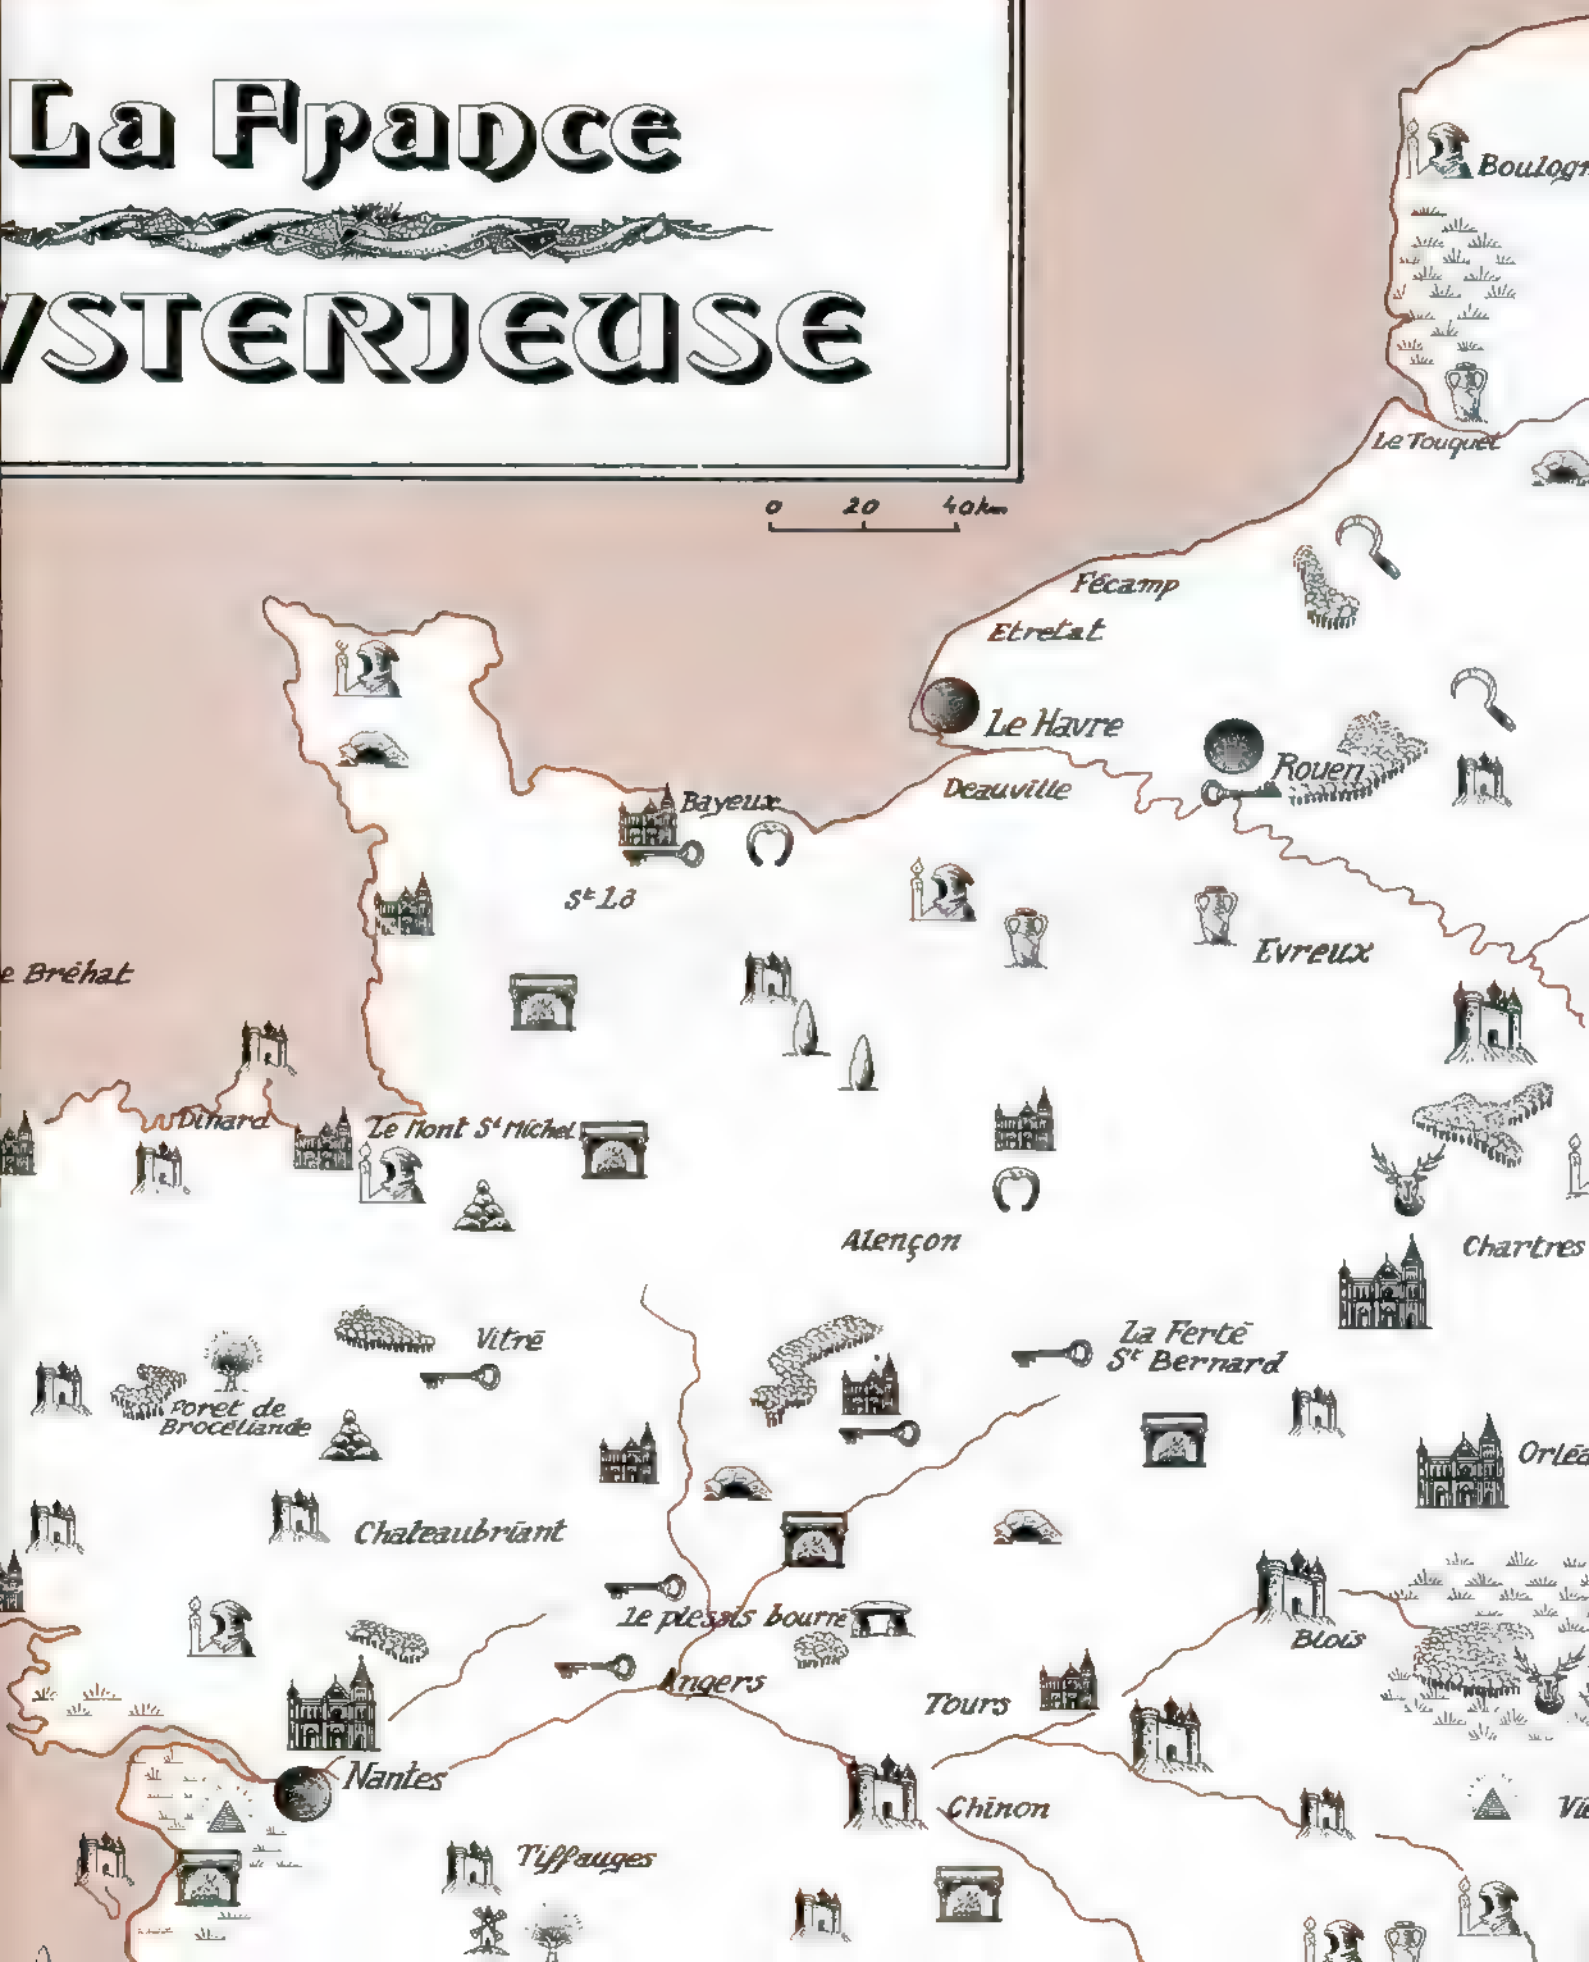 La France
YSTERIEUSE
0 20 40km
Boulogn
Le Touquet
Fécamp
Etretat
Le Havre
Rouen
Deauville
Bayeux
St Lô
Evreux
e Bréhat
Dinard
Le Mont St Michel
Alençon
Chartres
Vitré
La Ferté
St Bernard
Foret de
Brocéliande
Orléa
Chateaubriant
le plessis bourré
Blois
Angers
Tours
Nantes
Chinon
Vie
Tiffauges